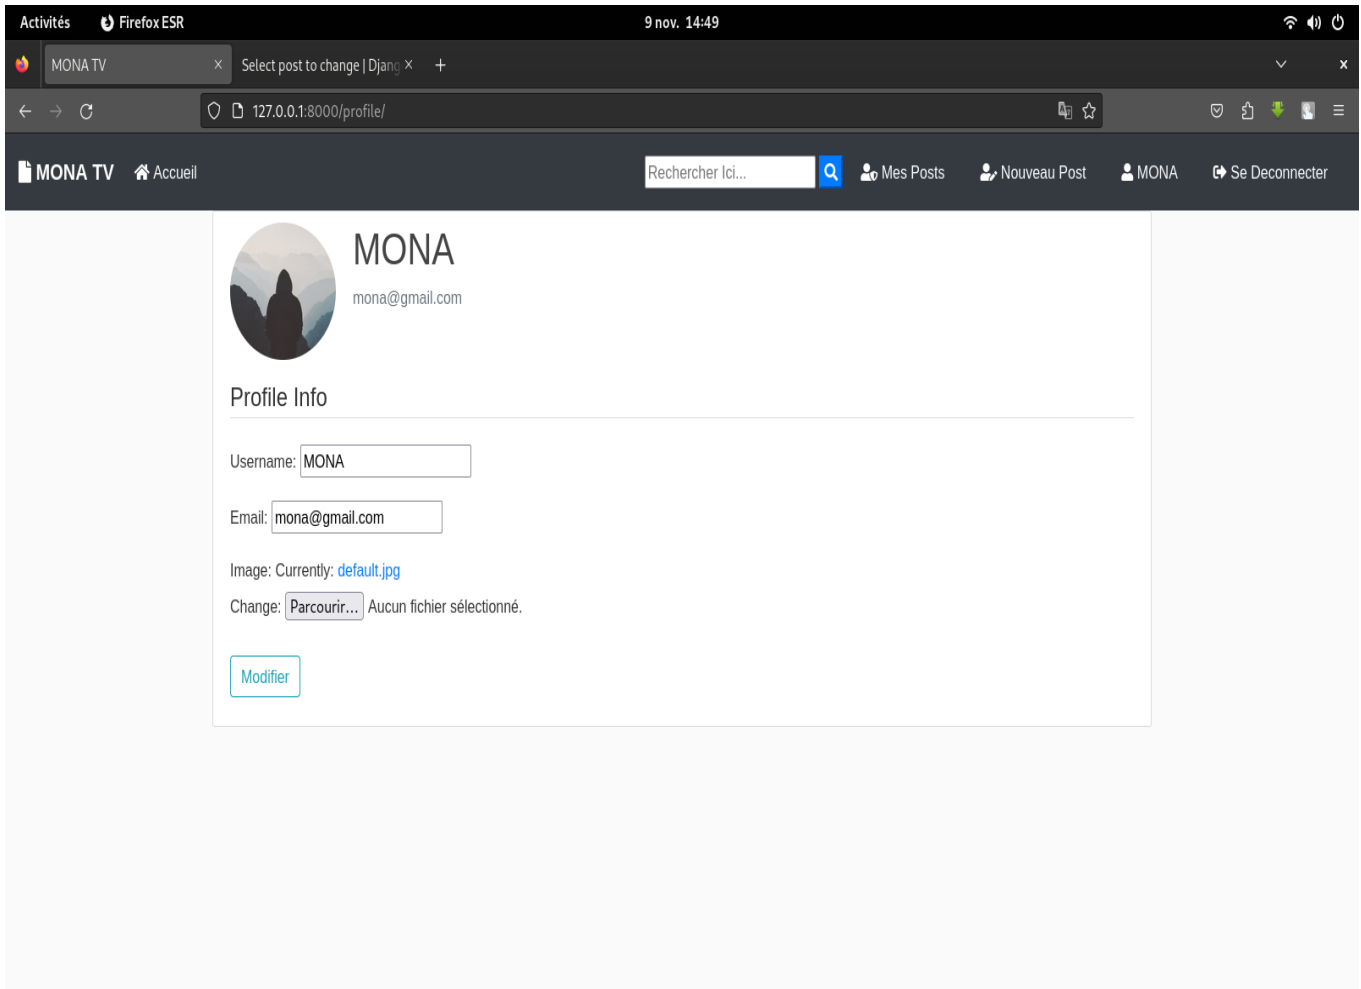 Activités Firefox ESR 9 nov. 14:49
MONA TV × Select post to change | Djang × +
127.0.0.1:8000/profile/
MONA TV Accueil Rechercher Ici... Mes Posts Nouveau Post MONA Se Deconnecter
MONA
mona@gmail.com
Profile Info
Username: MONA
Email: mona@gmail.com
Image: Currently: default.jpg
Change: Parcourir... Aucun fichier sélectionné.
Modifier